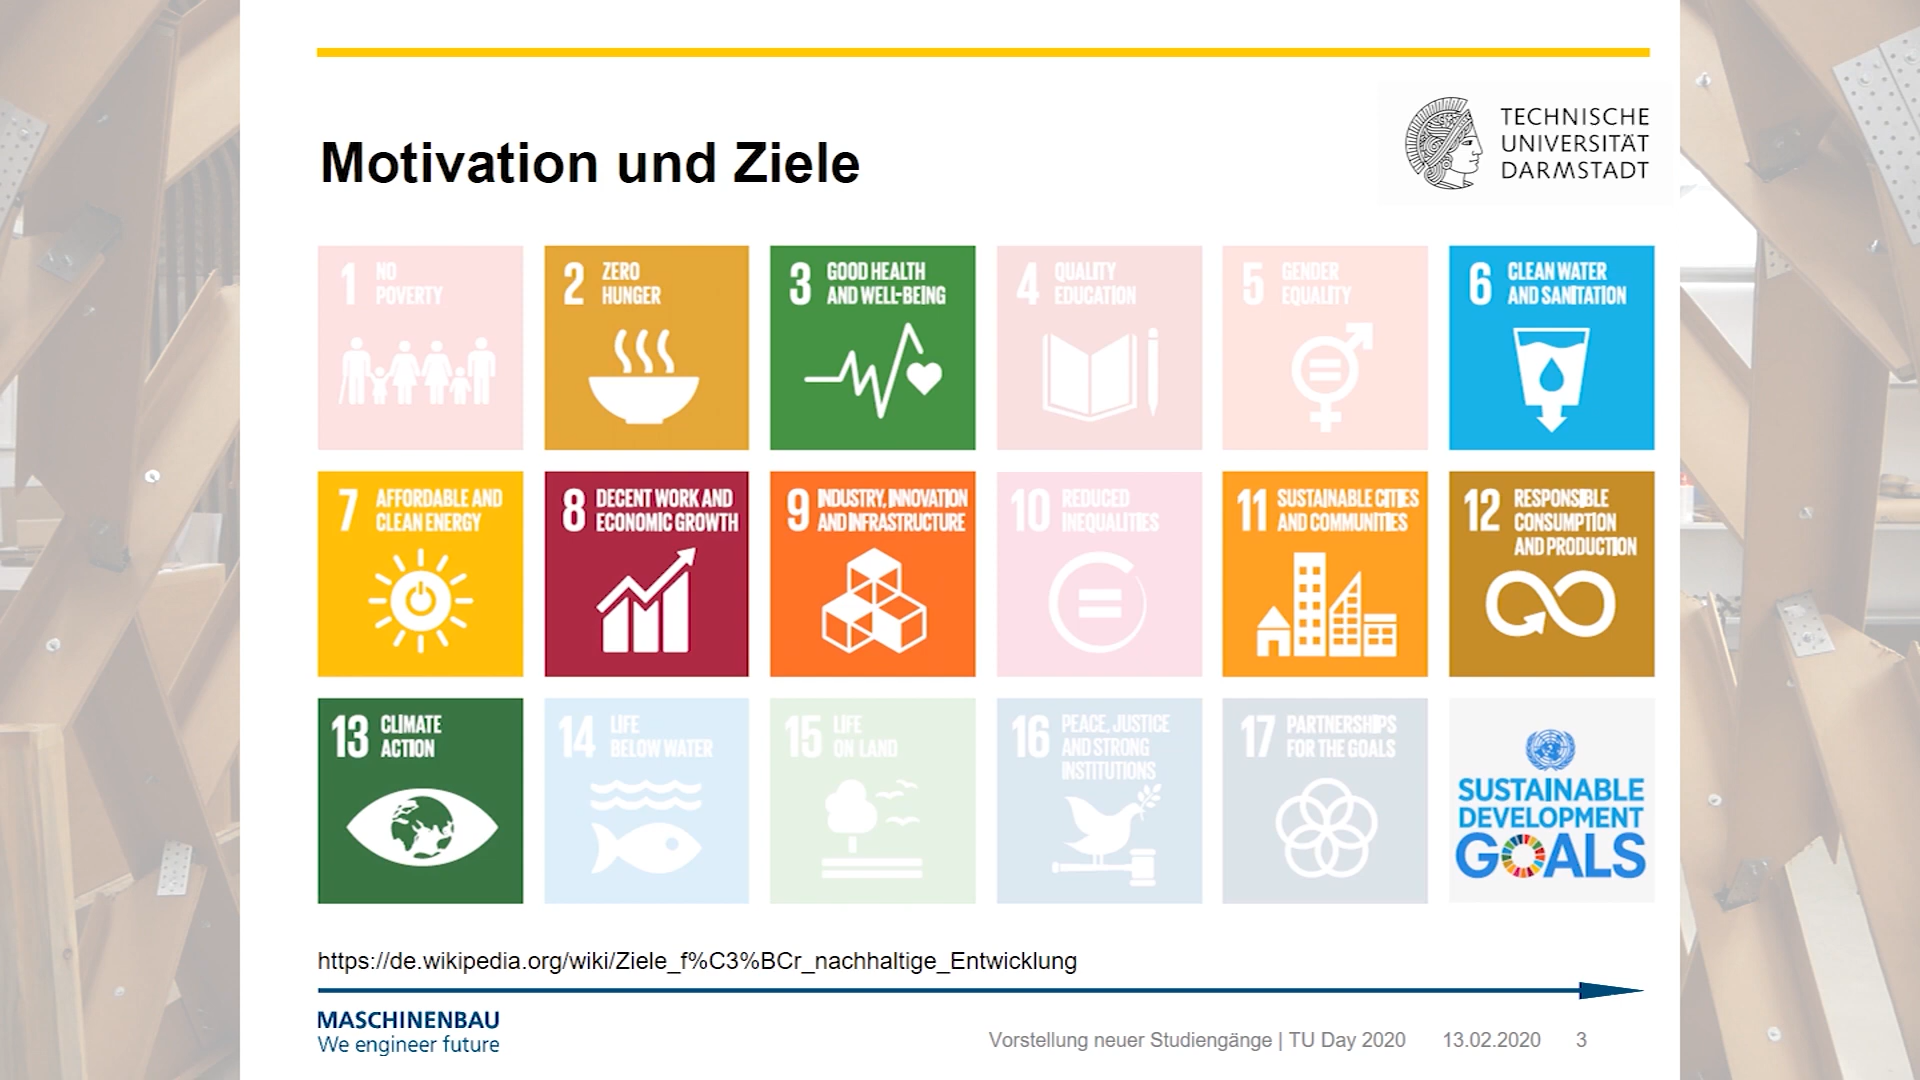 Motivation und Ziele
TECHNISCHE
UNIVERSITÄT
DARMSTADT
1 NO
POVERTY
2 ZERO
HUNGER
3 GOOD HEALTH
AND WELL-BEING
4 QUALITY
EDUCATION
5 GENDER
EQUALITY
6 CLEAN WATER
AND SANITATION
7 AFFORDABLE AND
CLEAN ENERGY
8 DECENT WORK AND
ECONOMIC GROWTH
9 INDUSTRY, INNOVATION
AND INFRASTRUCTURE
10 REDUCED
INEQUALITIES
11 SUSTAINABLE CITIES
AND COMMUNITIES
12 RESPONSIBLE
CONSUMPTION
AND PRODUCTION
13 CLIMATE
ACTION
14 LIFE
BELOW WATER
15 LIFE
ON LAND
16 PEACE, JUSTICE
AND STRONG
INSTITUTIONS
17 PARTNERSHIPS
FOR THE GOALS
SUSTAINABLE
DEVELOPMENT
GOALS
https://de.wikipedia.org/wiki/Ziele_f%C3%BCr_nachhaltige_Entwicklung
MASCHINENBAU
We engineer future
Vorstellung neuer Studiengänge | TU Day 2020 13.02.2020 3